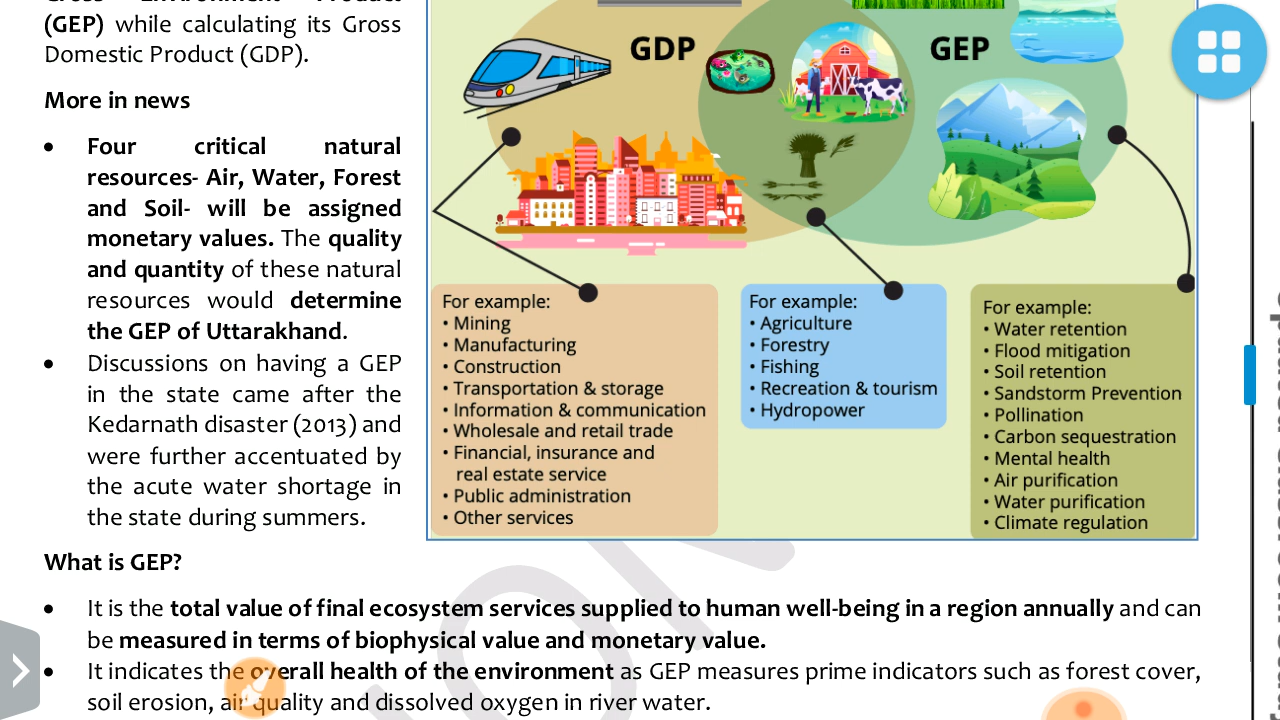 Gross Environment Product
(GEP) while calculating its Gross
Domestic Product (GDP).
More in news
• Four critical natural
resources- Air, Water, Forest
and Soil- will be assigned
monetary values. The quality
and quantity of these natural
resources would determine
the GEP of Uttarakhand.
• Discussions on having a GEP
in the state came after the
Kedarnath disaster (2013) and
were further accentuated by
the acute water shortage in
the state during summers.
GDP
GEP
For example:
• Mining
• Manufacturing
• Construction
• Transportation & storage
• Information & communication
• Wholesale and retail trade
• Financial, insurance and
real estate service
• Public administration
• Other services
For example:
• Agriculture
• Forestry
• Fishing
• Recreation & tourism
• Hydropower
For example:
• Water retention
• Flood mitigation
• Soil retention
• Sandstorm Prevention
• Pollination
• Carbon sequestration
• Mental health
• Air purification
• Water purification
• Climate regulation
What is GEP?
• It is the total value of final ecosystem services supplied to human well-being in a region annually and can
be measured in terms of biophysical value and monetary value.
• It indicates the overall health of the environment as GEP measures prime indicators such as forest cover,
soil erosion, air quality and dissolved oxygen in river water.